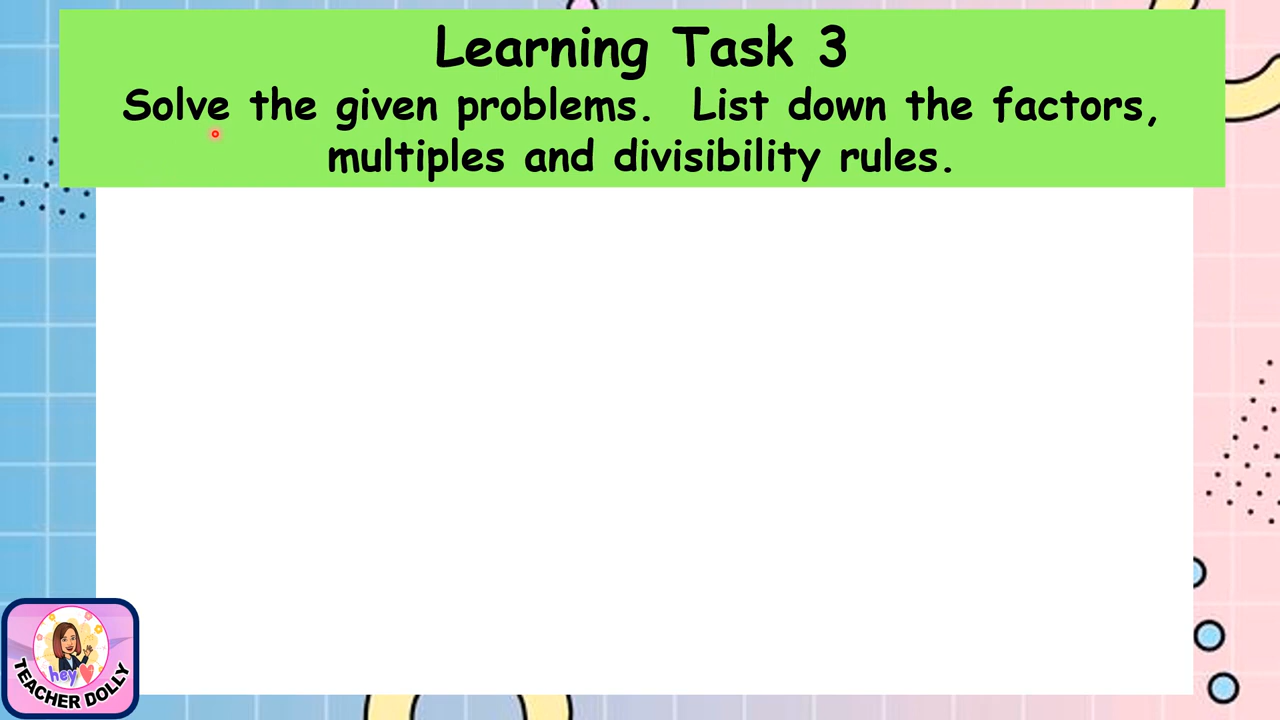 Learning Task 3
Solve the given problems. List down the factors,
multiples and divisibility rules.
hey
TEACHER DOLLY